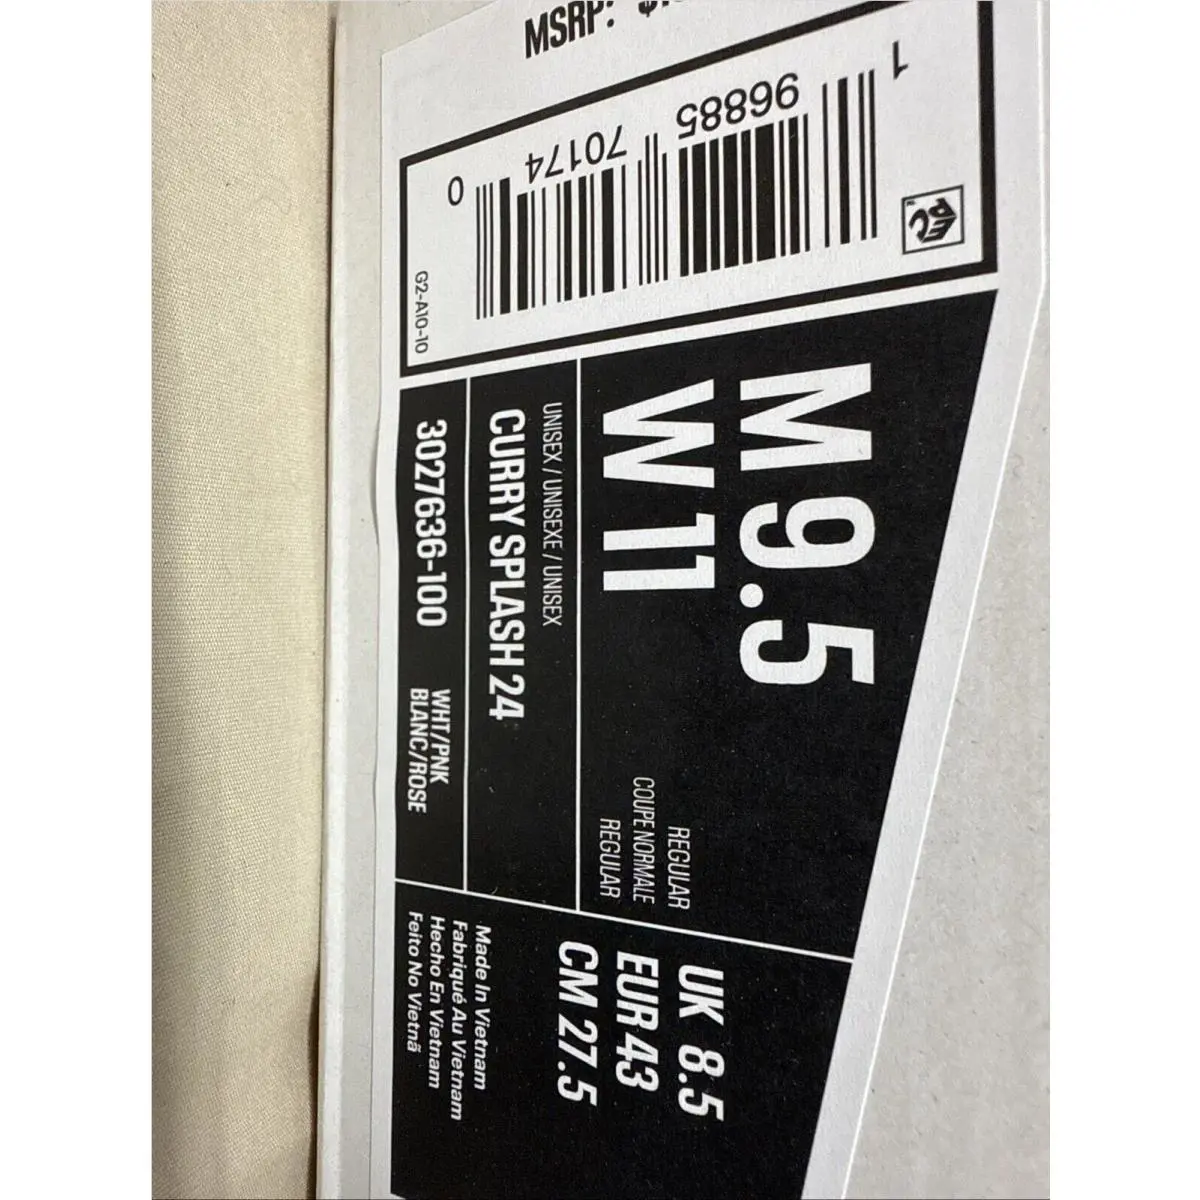 MSRP:
1 96885 70174 0
G2-A10-10
M 9.5
W 11
REGULAR
COUPE NORMALE
REGULAR
UNISEX / UNISEXE / UNISEX
CURRY SPLASH 24
3027636-100
WHT/PNK
BLANC/ROSE
UK 8.5
EUR 43
CM 27.5
Made In Vietnam
Fabriqué Au Vietnam
Hecho En Vietnam
Feito No Vietnã